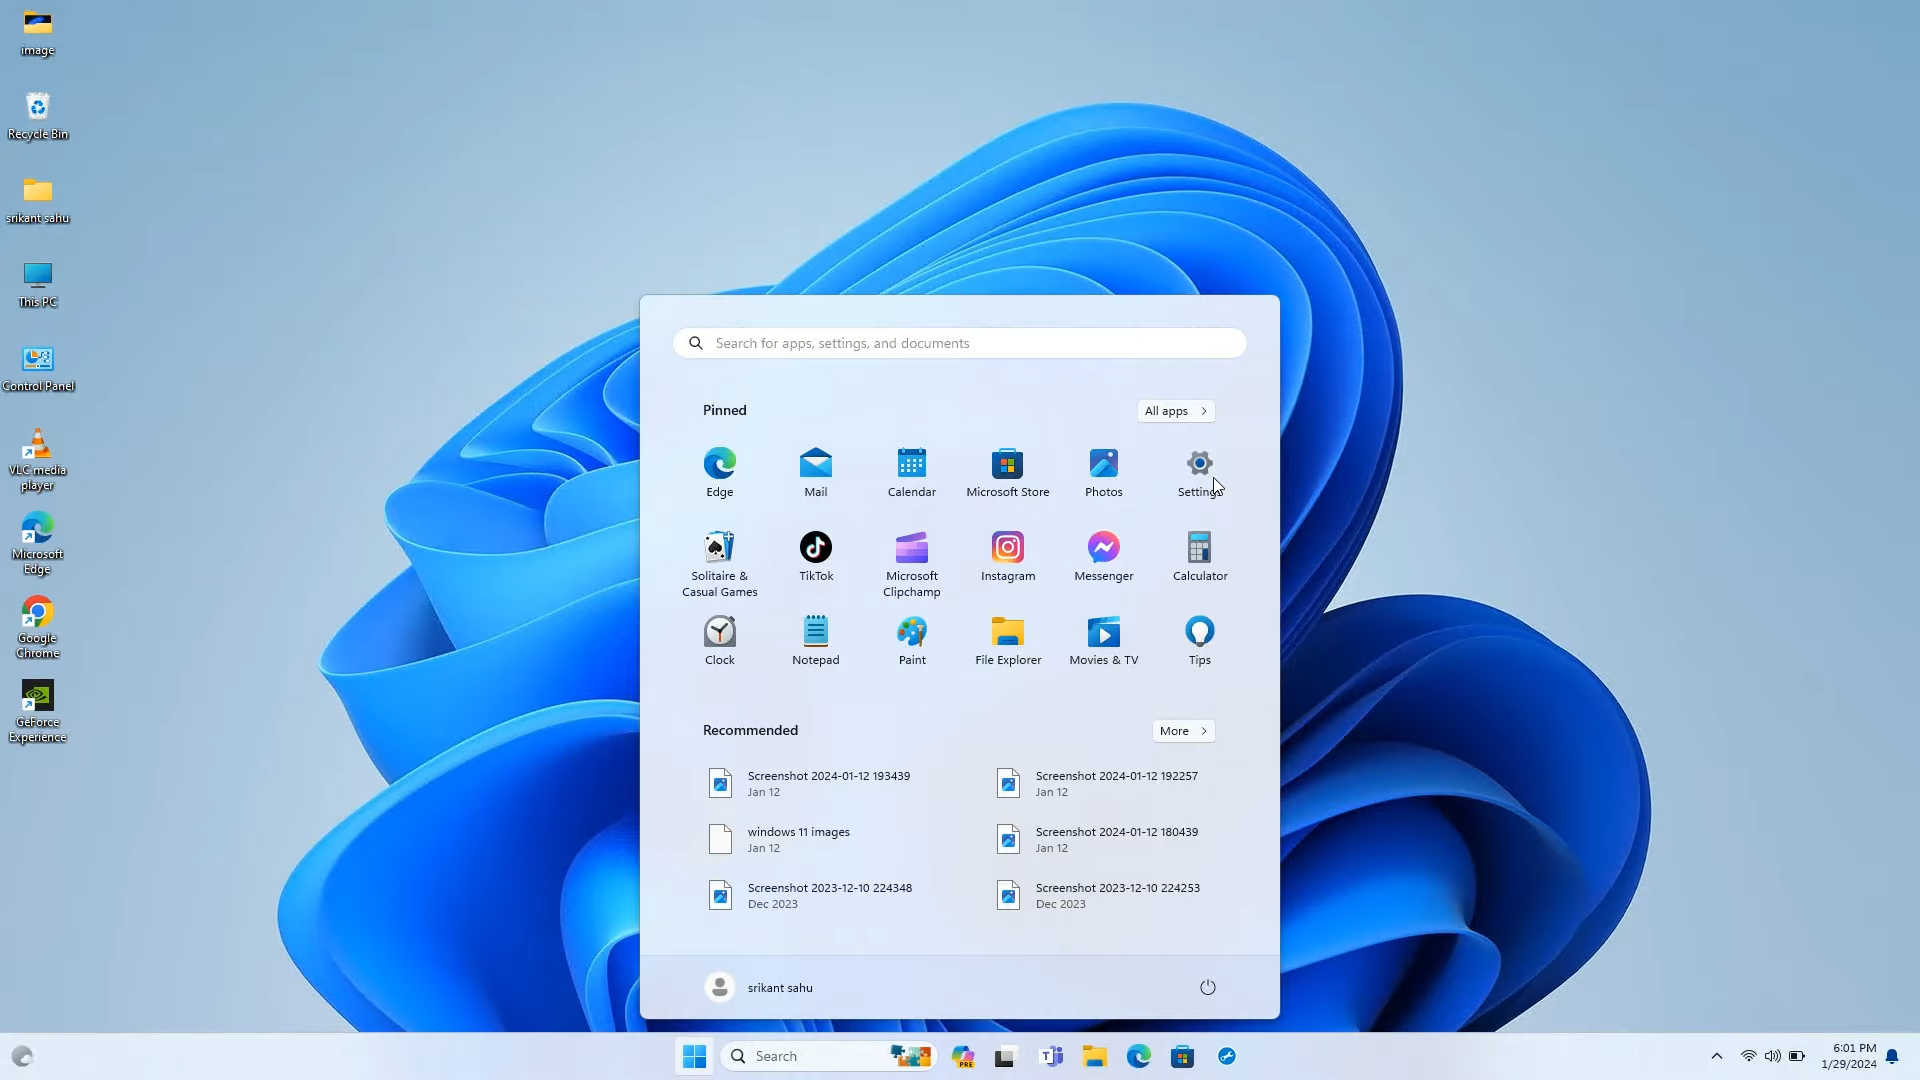 image
Recycle Bin
srikant sahu
This PC
Control Panel
VLC media
player
Microsoft
Edge
Google
Chrome
GeForce
Experience
Search for apps, settings, and documents
Pinned
All apps
Edge
Mail
Calendar
Microsoft Store
Photos
Settings
Solitaire &
Casual Games
TikTok
Microsoft
Clipchamp
Instagram
Messenger
Calculator
Clock
Notepad
Paint
File Explorer
Movies & TV
Tips
Recommended
More
Screenshot 2024-01-12 193439
Jan 12
Screenshot 2024-01-12 192257
Jan 12
windows 11 images
Jan 12
Screenshot 2024-01-12 180439
Jan 12
Screenshot 2023-12-10 224348
Dec 2023
Screenshot 2023-12-10 224253
Dec 2023
srikant sahu
Search
PRE
6:01 PM
1/29/2024